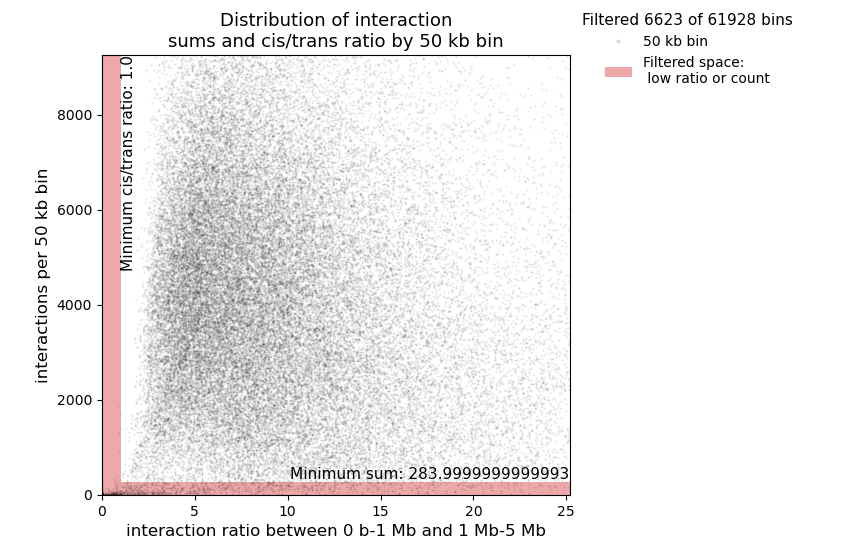 Distribution of interaction
sums and cis/trans ratio by 50 kb bin
Filtered 6623 of 61928 bins
50 kb bin
Filtered space:
low ratio or count
Minimum cis/trans ratio: 1.0
interactions per 50 kb bin
8000
6000
4000
2000
0
Minimum sum: 283.9999999999993
0 5 10 15 20 25
interaction ratio between 0 b-1 Mb and 1 Mb-5 Mb